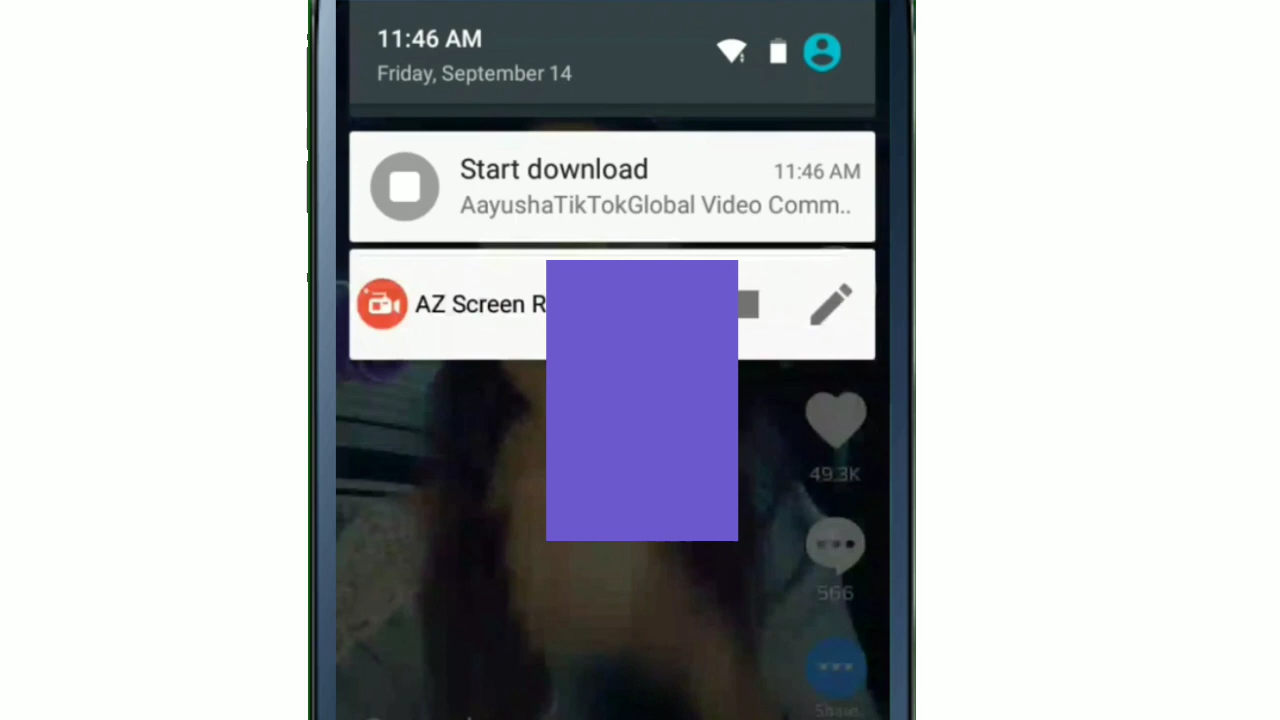 11:46 AM
Friday, September 14
Start download
11:46 AM
AayushaTikTokGlobal Video Comm..
AZ Screen R
49.3K
566
Share